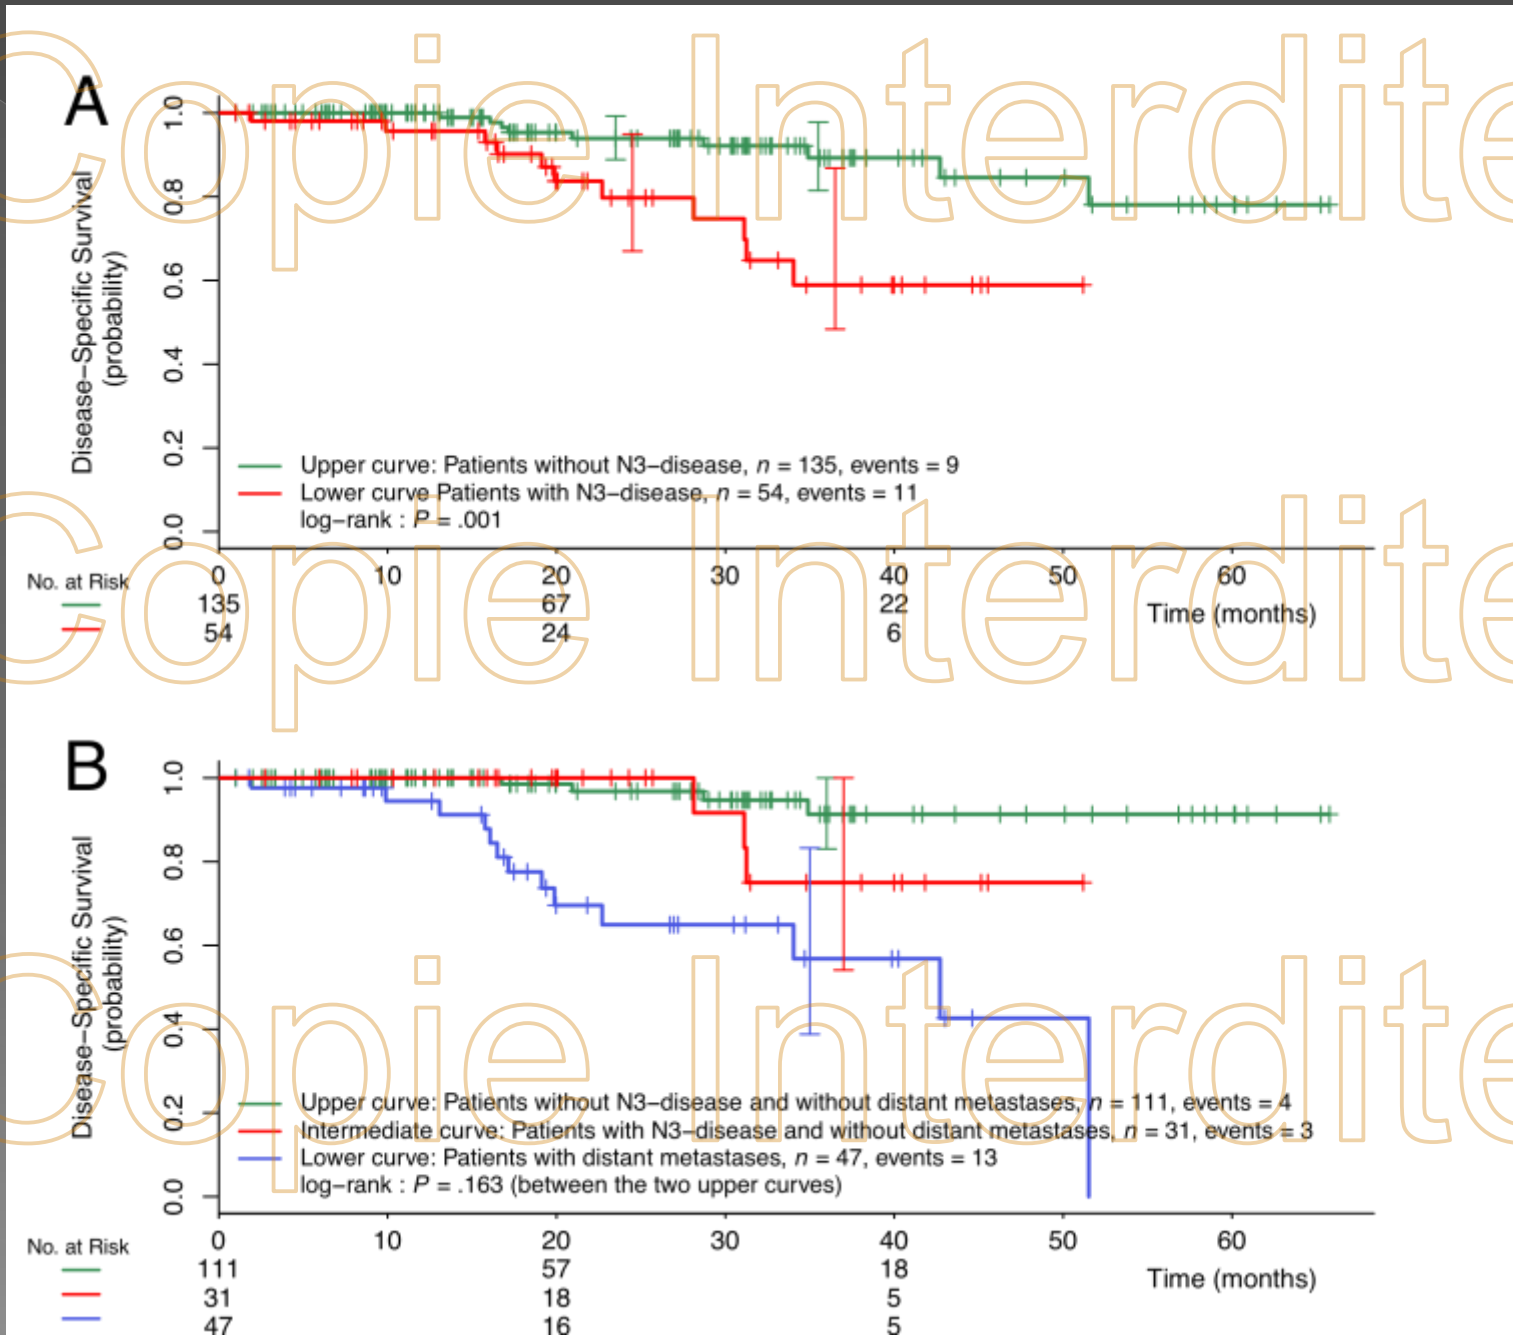 Copie Interdite
A
1.0
0.8
0.6
0.4
0.2
0.0
Disease–Specific Survival
(probability)
Upper curve: Patients without N3–disease, n = 135, events = 9
Lower curve Patients with N3–disease, n = 54, events = 11
log–rank : P = .001
Copie Interdite
0 10 20 30 40 50 60
No. at Risk
135 67 22
Time (months)
54 24 6
B
1.0
0.8
0.6
0.4
0.2
0.0
Disease–Specific Survival
(probability)
Copie Interdite
Upper curve: Patients without N3–disease and without distant metastases, n = 111, events = 4
Intermediate curve: Patients with N3–disease and without distant metastases, n = 31, events = 3
Lower curve: Patients with distant metastases, n = 47, events = 13
log–rank : P = .163 (between the two upper curves)
0 10 20 30 40 50 60
No. at Risk
111 57 18
Time (months)
31 18 5
47 16 5